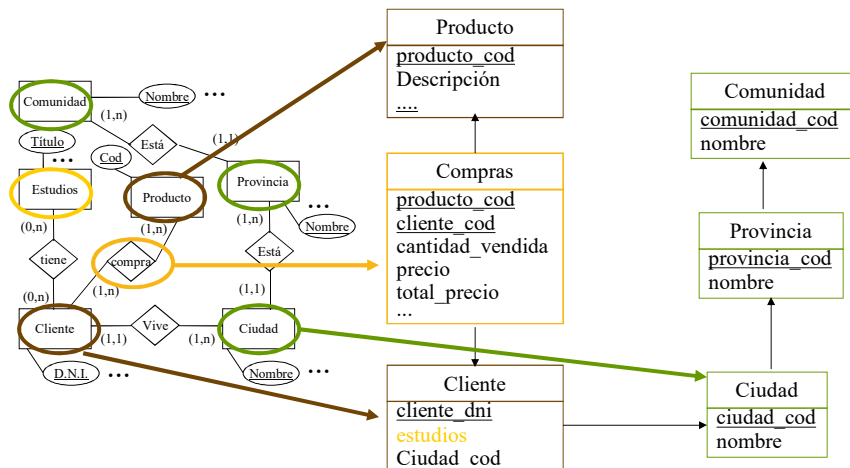 Comunidad
Nombre
...
(1,n)
Está
(1,1)
Título
...
Cod
Estudios
Producto
Provincia
(0,n)
(1,n)
(1,n)
Nombre
...
tiene
compra
Está
(0,n)
(1,n)
(1,1)
Cliente
(1,1)
Vive
(1,n)
Ciudad
D.N.I.
...
Nombre
...
Producto
producto_cod
Descripción
....
Compras
producto_cod
cliente_cod
cantidad_vendida
precio
total_precio
...
Cliente
cliente_dni
estudios
Ciudad_cod
Comunidad
comunidad_cod
nombre
Provincia
provincia_cod
nombre
Ciudad
ciudad_cod
nombre